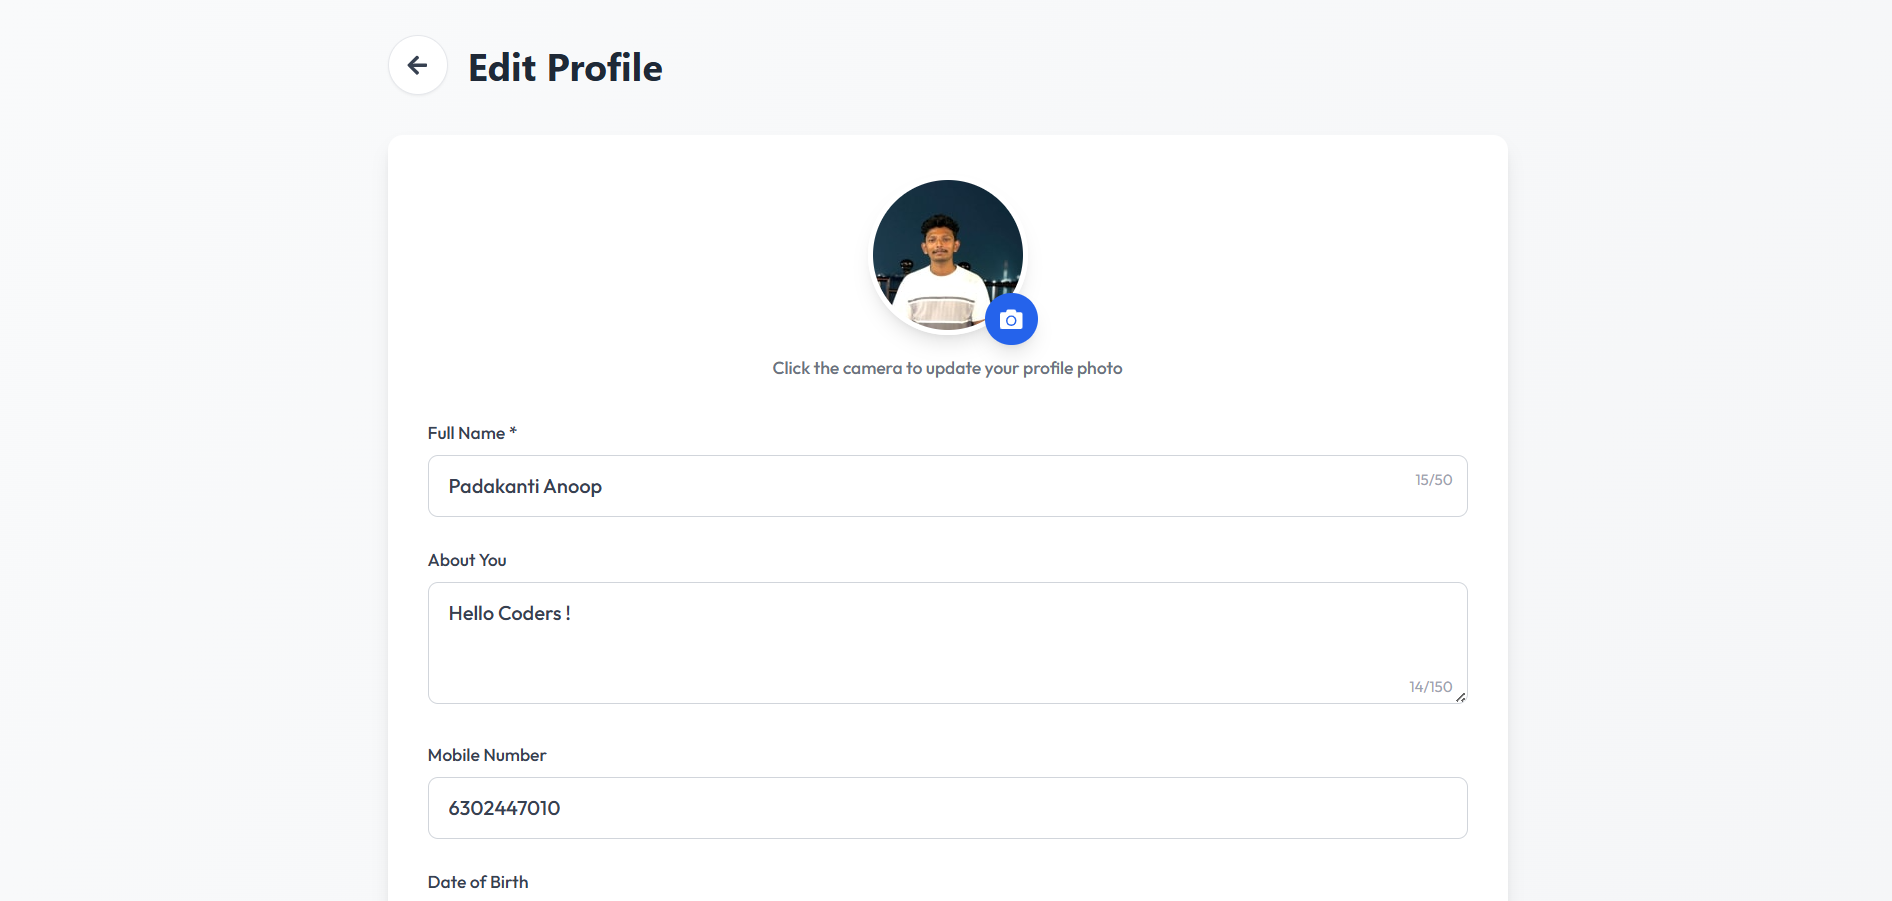 Edit Profile
Click the camera to update your profile photo
Full Name *
Padakanti Anoop
15/50
About You
Hello Coders !
14/150
Mobile Number
6302447010
Date of Birth